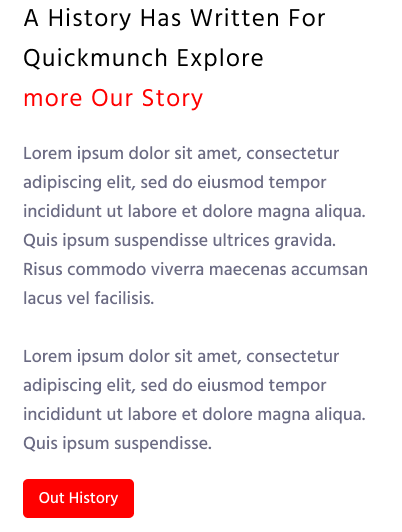 A History Has Written For
Quickmunch Explore
more Our Story
Lorem ipsum dolor sit amet, consectetur
adipiscing elit, sed do eiusmod tempor
incididunt ut labore et dolore magna aliqua.
Quis ipsum suspendisse ultrices gravida.
Risus commodo viverra maecenas accumsan
lacus vel facilisis.
Lorem ipsum dolor sit amet, consectetur
adipiscing elit, sed do eiusmod tempor
incididunt ut labore et dolore magna aliqua.
Quis ipsum suspendisse.
Out History